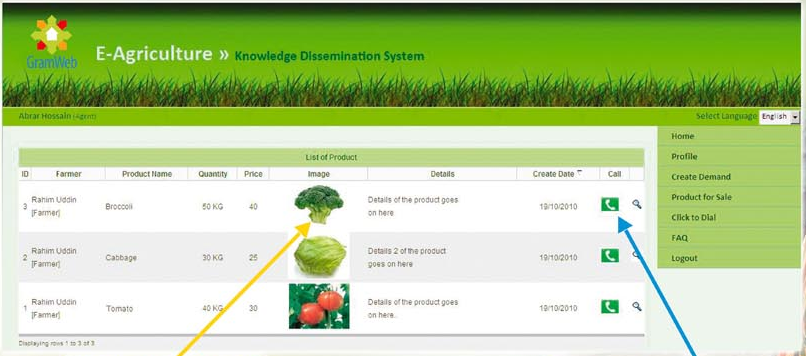 GramWeb
E-Agriculture » Knowledge Dissemination System
Abrar Hossain (Agent)
Select Language English
Home
Profile
Create Demand
Product for Sale
Click to Dial
FAQ
Logout
List of Product
ID Farmer Product Name Quantity Price Image Details Create Date Call
3 Rahim Uddin [Farmer] Broccoli 50 KG 40 Details of the product goes on here 19/10/2010
2 Rahim Uddin [Farmer] Cabbage 30 KG 25 Details 2 of the product goes on here 19/10/2010
1 Rahim Uddin [Farmer] Tomato 40 KG 30 Details of the product goes on here. 19/10/2010
Displaying rows 1 to 3 of 3